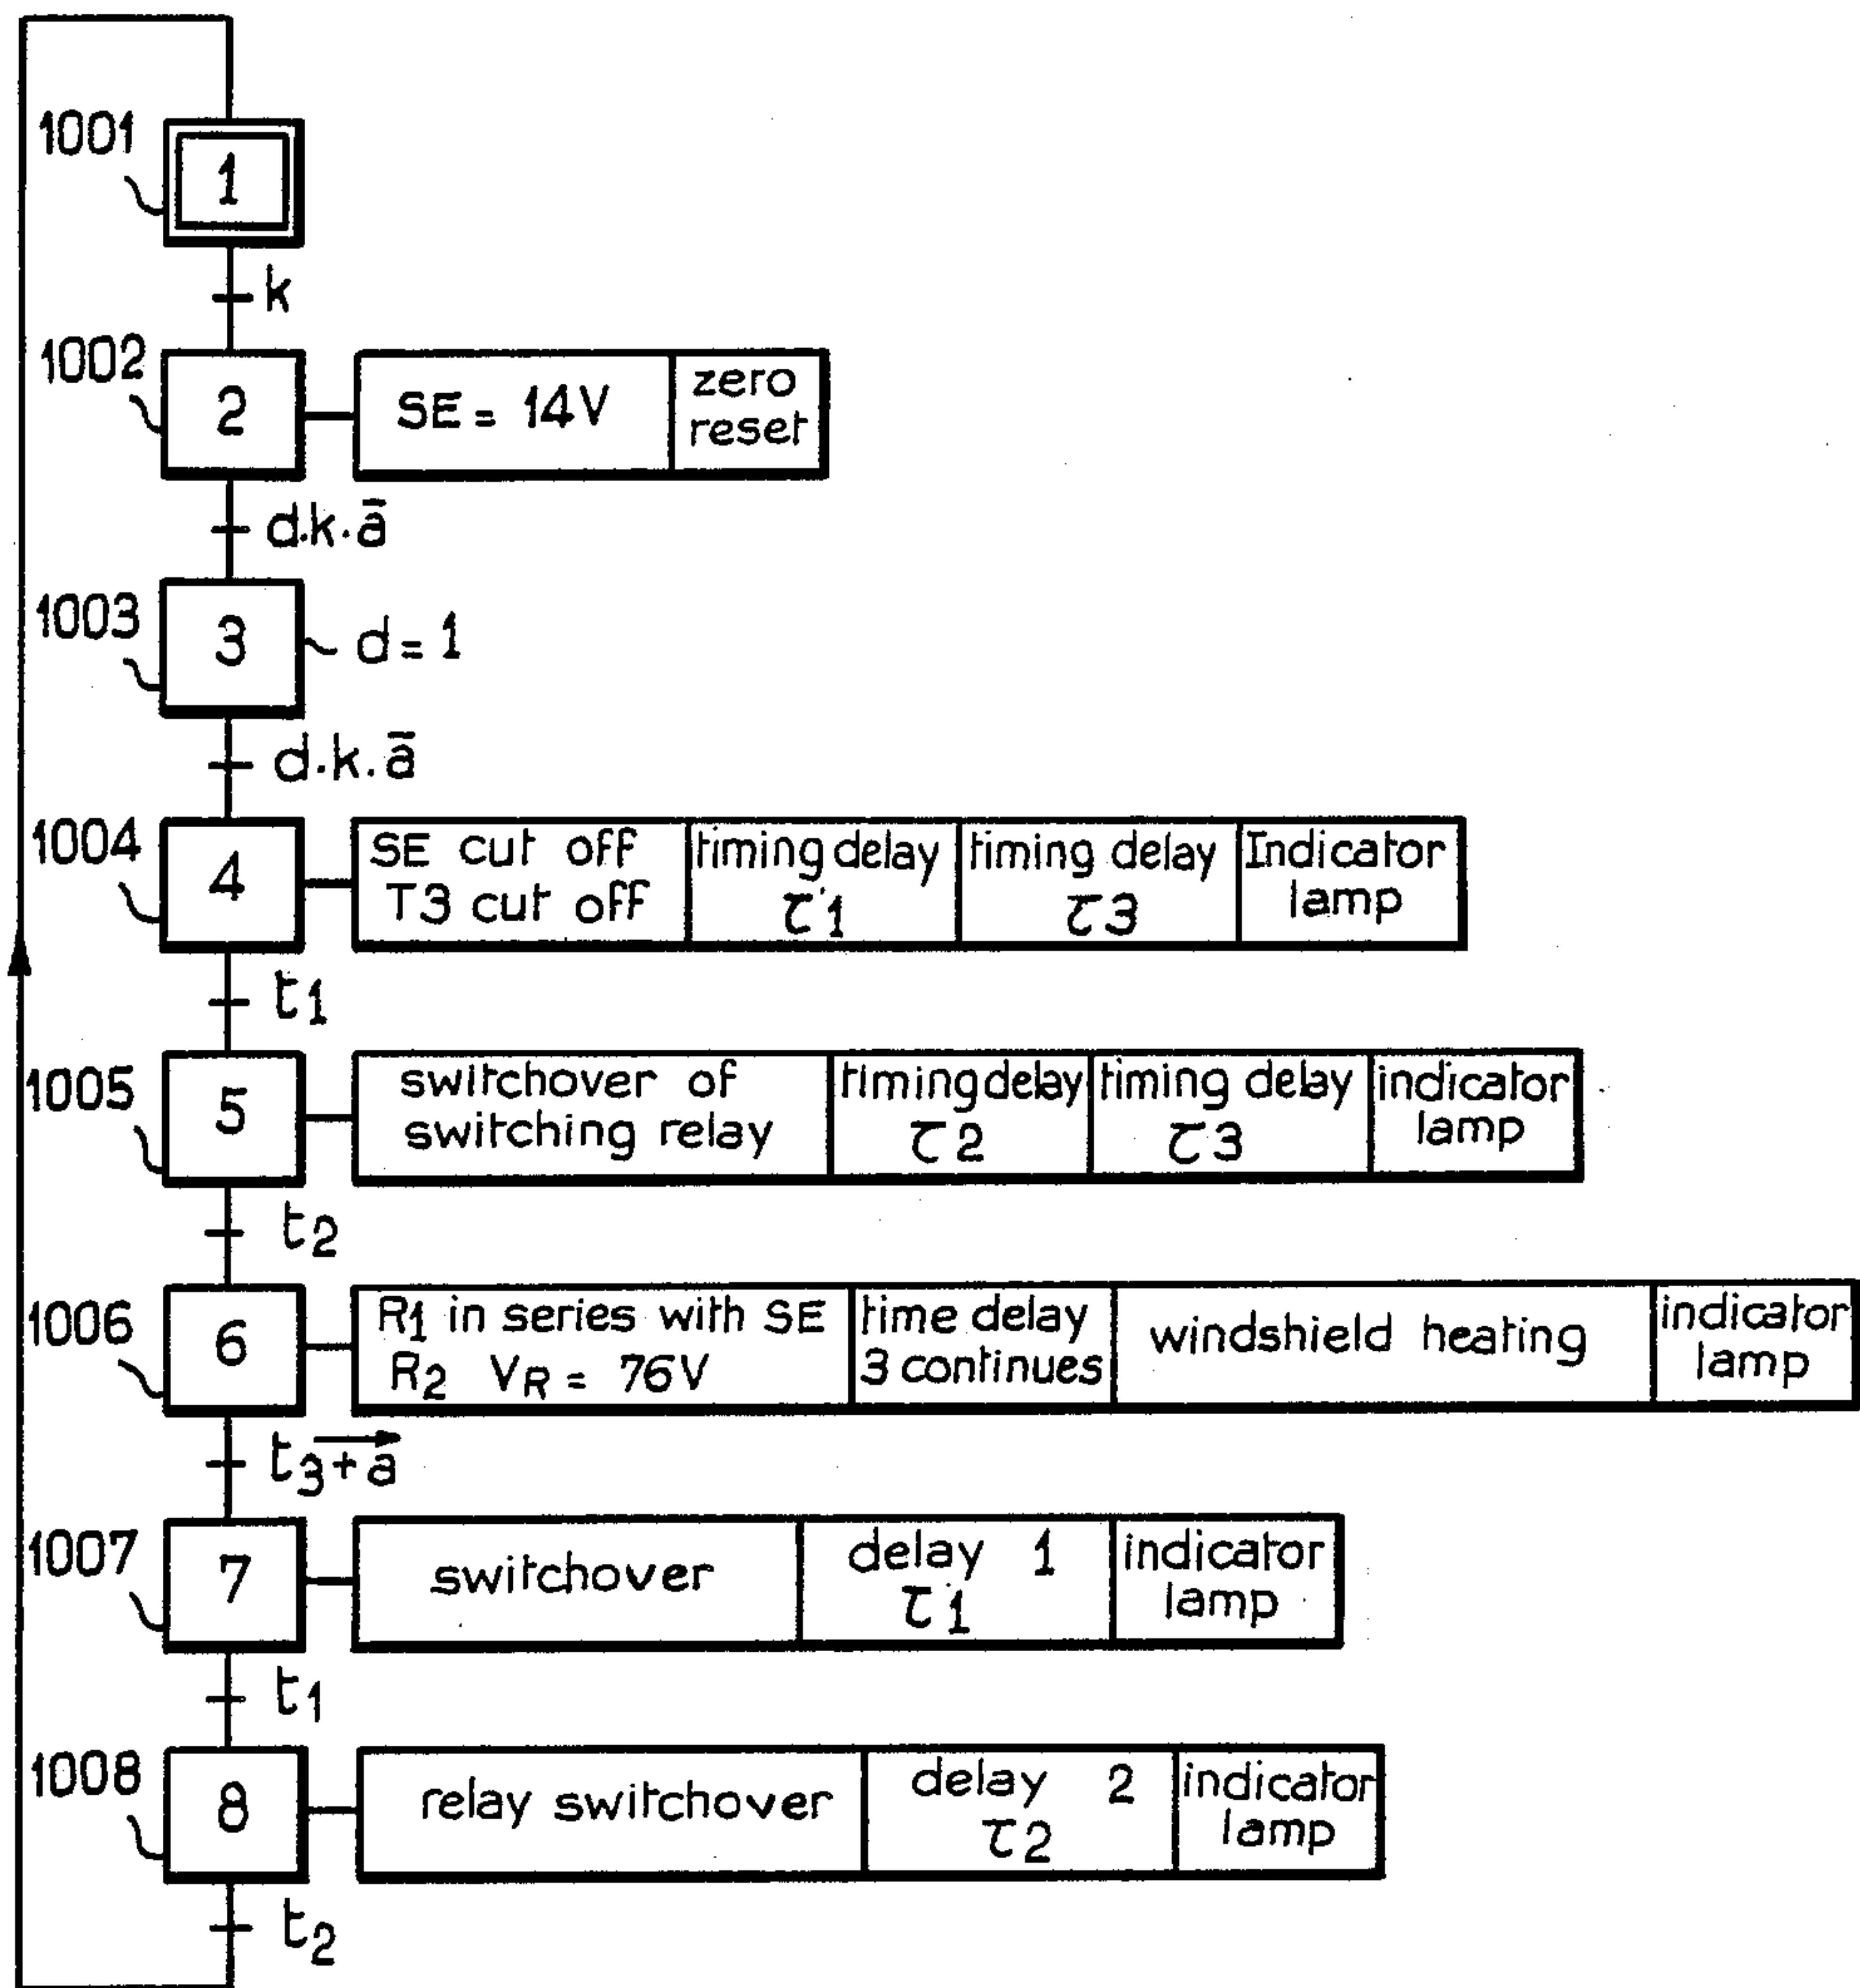 1001
1
k
1002
2
SE = 14V
zero
reset
d.k.ā
1003
3
d = 1
d.k.ā
1004
4
SE cut off
T3 cut off
timing delay
τ1
timing delay
τ3
Indicator
lamp
t1
1005
5
switchover of
switching relay
timing delay
τ2
timing delay
τ3
indicator
lamp
t2
1006
6
R1 in series with SE
R2 VR = 76V
time delay
3 continues
windshield heating
indicator
lamp
t3+a
1007
7
switchover
delay 1
τ1
indicator
lamp
t1
1008
8
relay switchover
delay 2
τ2
indicator
lamp
t2